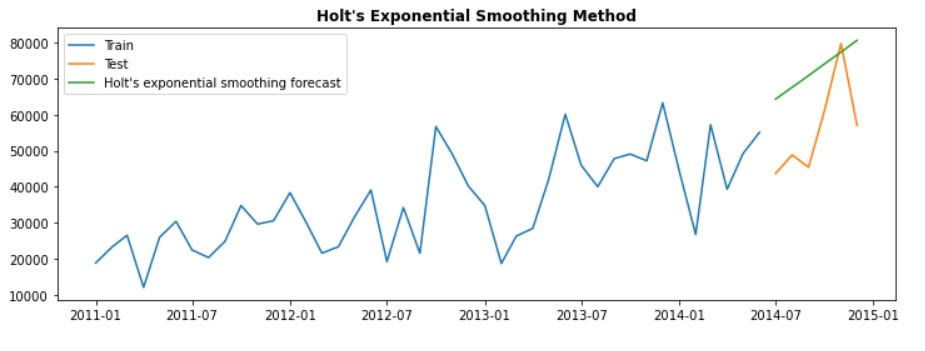 Holt's Exponential Smoothing Method
Train
Test
Holt's exponential smoothing forecast
80000
70000
60000
50000
40000
30000
20000
10000
2011-01 2011-07 2012-01 2012-07 2013-01 2013-07 2014-01 2014-07 2015-01